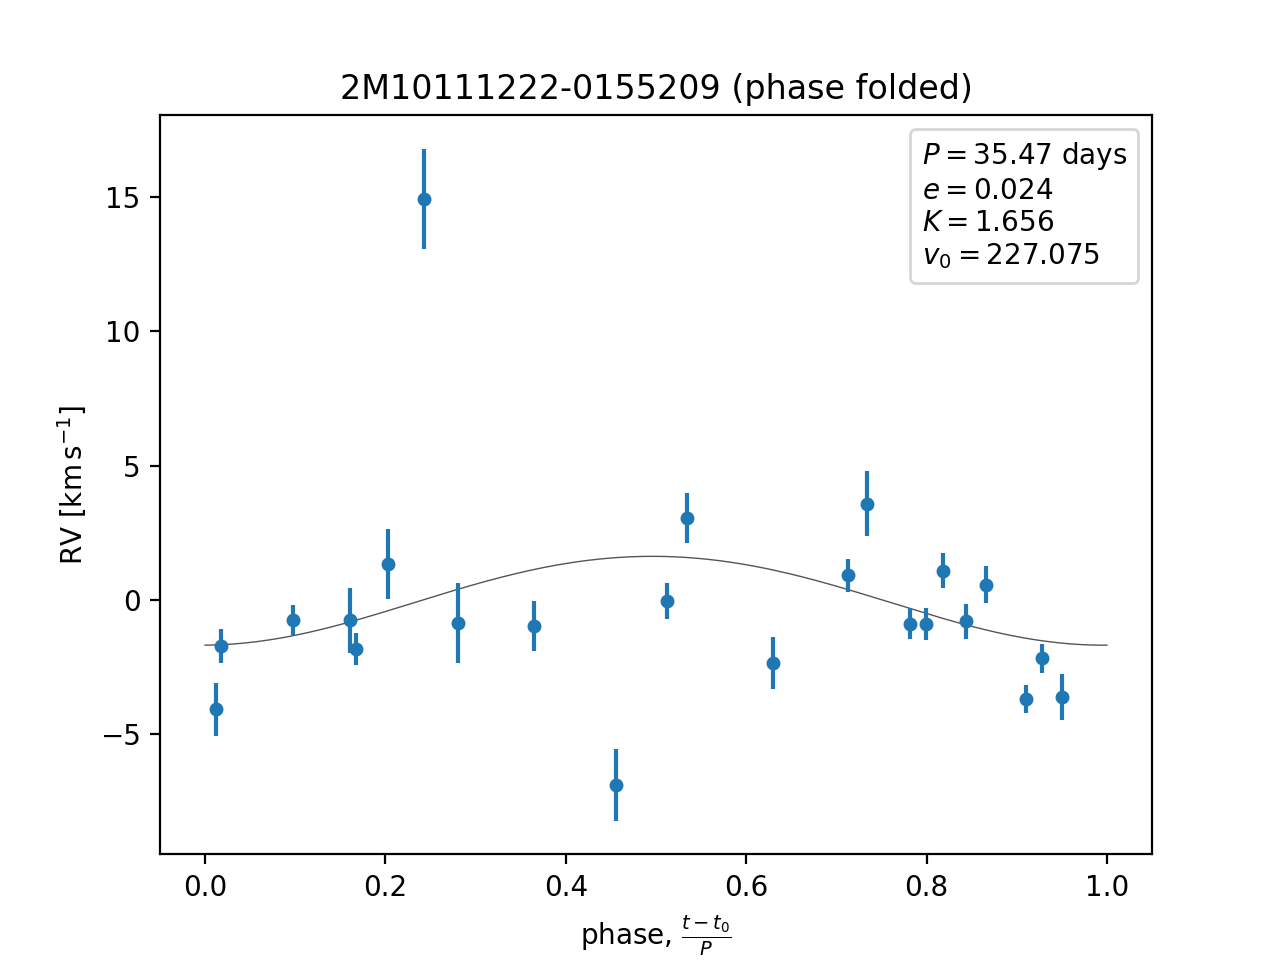 2M10111222-0155209 (phase folded)
P = 35.47 days
e = 0.024
K = 1.656
v₀ = 227.075
15
10
5
0
−5
RV [km s⁻¹]
0.0 0.2 0.4 0.6 0.8 1.0
phase, (t − t₀)/P